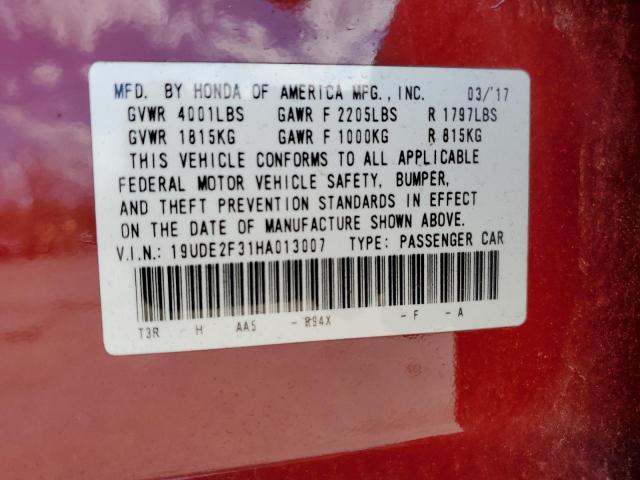 MFD. BY HONDA OF AMERICA MFG., INC. 03/'17
GVWR 4001LBS GAWR F 2205LBS R 1797LBS
GVWR 1815KG GAWR F 1000KG R 815KG
THIS VEHICLE CONFORMS TO ALL APPLICABLE
FEDERAL MOTOR VEHICLE SAFETY, BUMPER,
AND THEFT PREVENTION STANDARDS IN EFFECT
ON THE DATE OF MANUFACTURE SHOWN ABOVE.
V.I.N.: 19UDE2F31HA013007 TYPE: PASSENGER CAR
T3R H AA5 - R94X - F - A